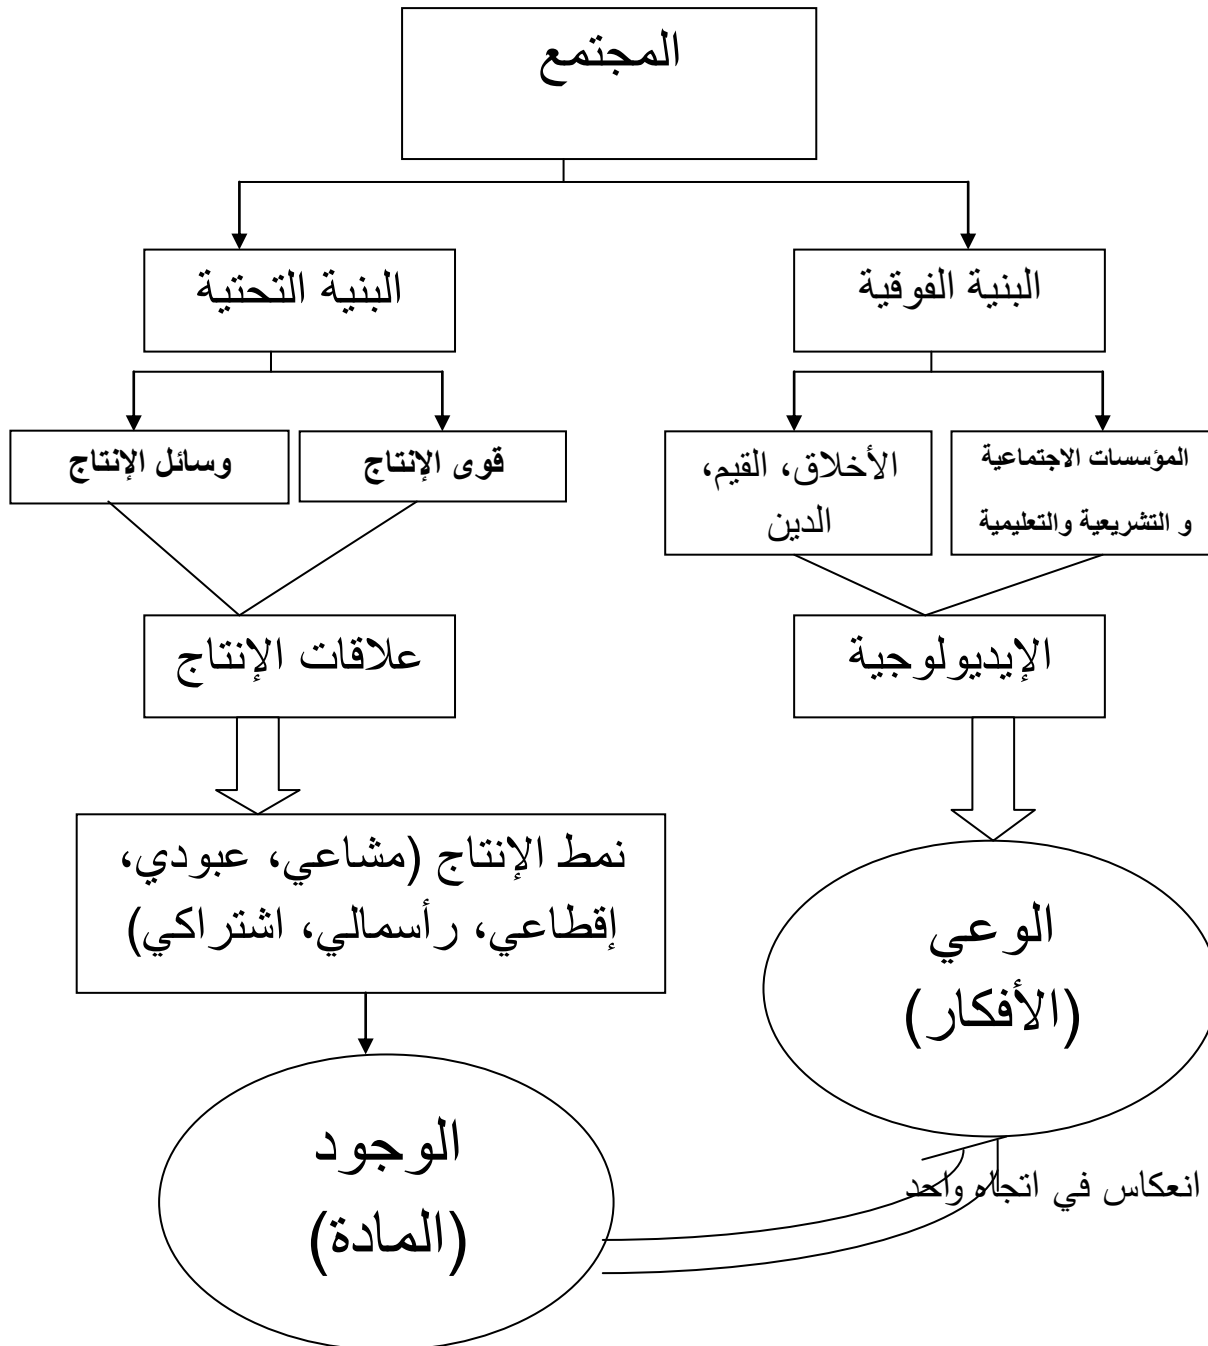 المجتمع
البنية الفوقية
البنية التحتية
المؤسسات الاجتماعية
و التشريعية والتعليمية
الأخلاق، القيم،
الدين
قوى الإنتاج
وسائل الإنتاج
الإيديولوجية
علاقات الإنتاج
نمط الإنتاج (مشاعي، عبودي،
إقطاعي، رأسمالي، اشتراكي)
الوعي
(الأفكار)
الوجود
(المادة)
انعكاس في اتجاه واحد